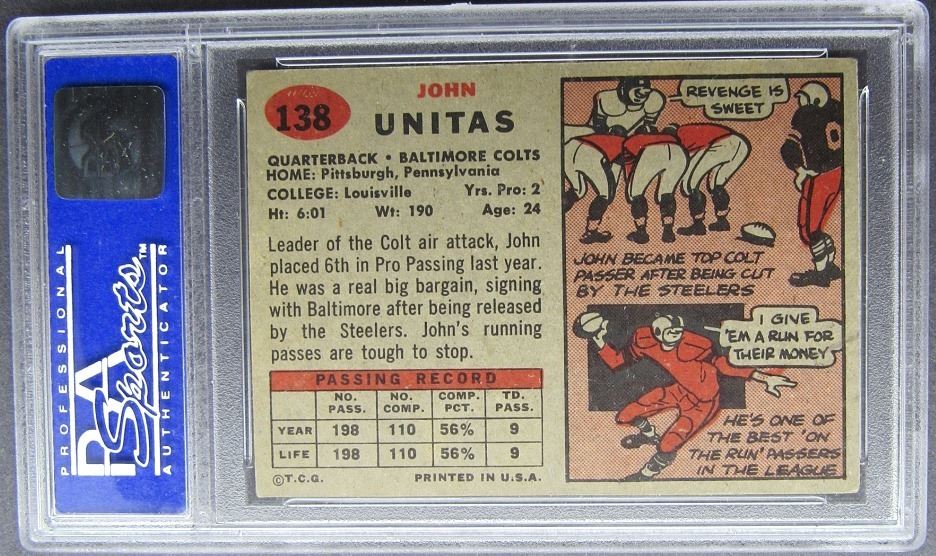 PROFESSIONAL
PSA
Sports™
AUTHENTICATOR
138
JOHN
UNITAS
QUARTERBACK • BALTIMORE COLTS
HOME: Pittsburgh, Pennsylvania
COLLEGE: Louisville Yrs. Pro: 2
Ht: 6:01 Wt: 190 Age: 24
Leader of the Colt air attack, John
placed 6th in Pro Passing last year.
He was a real big bargain, signing
with Baltimore after being released
by the Steelers. John's running
passes are tough to stop.
PASSING RECORD
NO. PASS. NO. COMP. COMP. PCT. TD. PASS.
YEAR 198 110 56% 9
LIFE 198 110 56% 9
©T.C.G. PRINTED IN U.S.A.
REVENGE IS
SWEET
0
JOHN BECAME TOP COLT
PASSER AFTER BEING CUT
BY THE STEELERS
I GIVE
'EM A RUN FOR
THEIR MONEY
HE'S ONE OF
THE BEST 'ON
THE RUN' PASSERS
IN THE LEAGUE